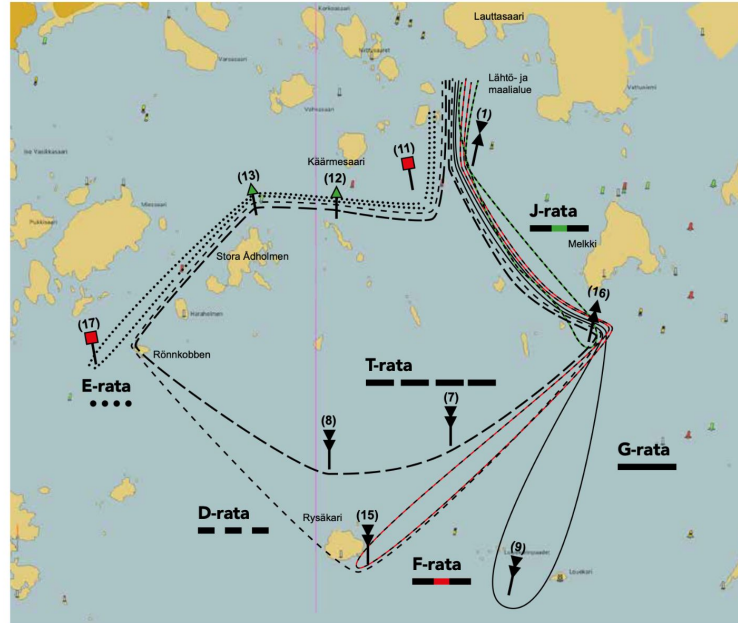 Lauttasaari
Lähtö- ja
maalialue
(1)
(11)
Käärmesaari
(13)
(12)
J-rata
Melkki
Stora Ådholmen
(16)
(17)
Rönnkobben
E-rata
T-rata
(7)
(8)
G-rata
D-rata
Rysäkari
(15)
F-rata
(9)